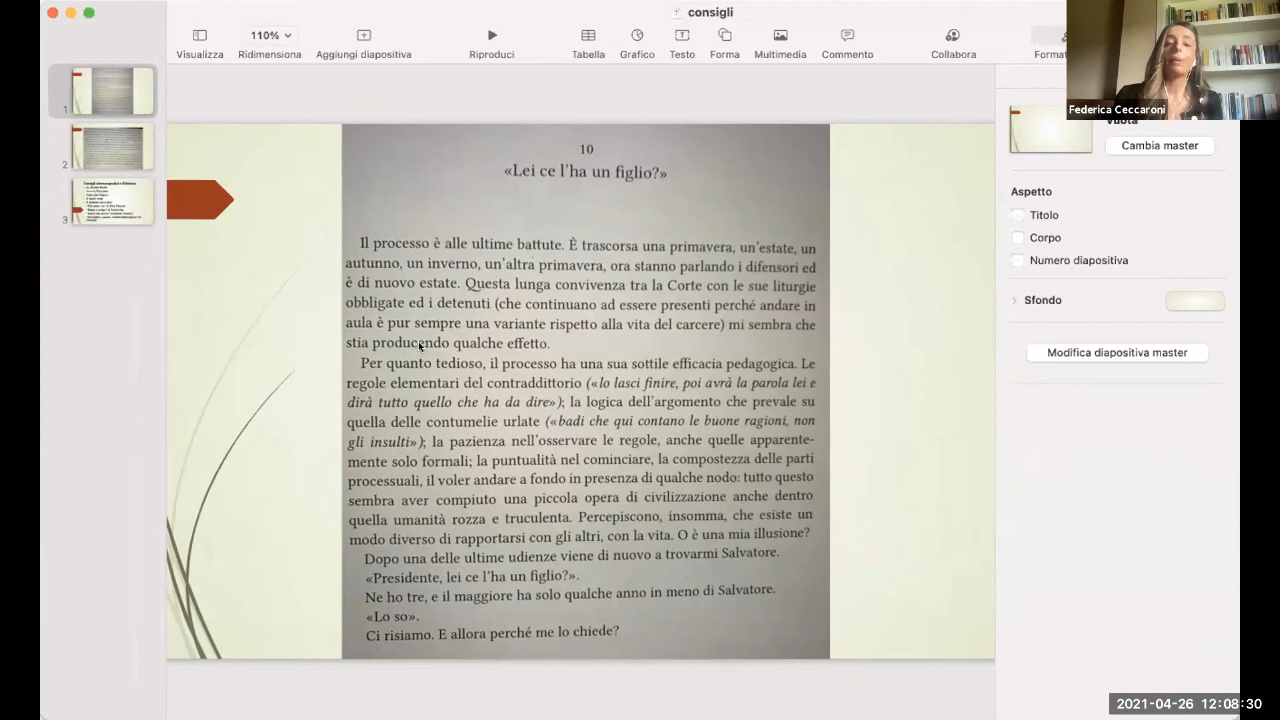 consigli
110%
Visualizza
Ridimensiona
Aggiungi diapositiva
Riproduci
Tabella
Grafico
Testo
Forma
Multimedia
Commento
Collabora
Federica Ceccaroni
Cambia master
Aspetto
Titolo
Corpo
Numero diapositiva
Sfondo
Modifica diapositiva master
1
2
3
10
«Lei ce l'ha un figlio?»
Il processo è alle ultime battute. È trascorsa una primavera, un'estate, un
autunno, un inverno, un'altra primavera, ora stanno parlando i difensori ed
è di nuovo estate. Questa lunga convivenza tra la Corte con le sue liturgie
obbligate ed i detenuti (che continuano ad essere presenti perché andare in
aula è pur sempre una variante rispetto alla vita del carcere) mi sembra che
stia producendo qualche effetto.
Per quanto tedioso, il processo ha una sua sottile efficacia pedagogica. Le
regole elementari del contraddittorio («lo lasci finire, poi avrà la parola lei e
dirà tutto quello che ha da dire»); la logica dell'argomento che prevale su
quella delle contumelie urlate («badi che qui contano le buone ragioni, non
gli insulti»); la pazienza nell'osservare le regole, anche quelle apparente-
mente solo formali; la puntualità nel cominciare, la compostezza delle parti
processuali, il voler andare a fondo in presenza di qualche nodo: tutto questo
sembra aver compiuto una piccola opera di civilizzazione anche dentro
quella umanità rozza e truculenta. Percepiscono, insomma, che esiste un
modo diverso di rapportarsi con gli altri, con la vita. O è una mia illusione?
Dopo una delle ultime udienze viene di nuovo a trovarmi Salvatore.
«Presidente, lei ce l'ha un figlio?».
Ne ho tre, e il maggiore ha solo qualche anno in meno di Salvatore.
«Lo so».
Ci risiamo. E allora perché me lo chiede?
2021-04-26 12:08:30